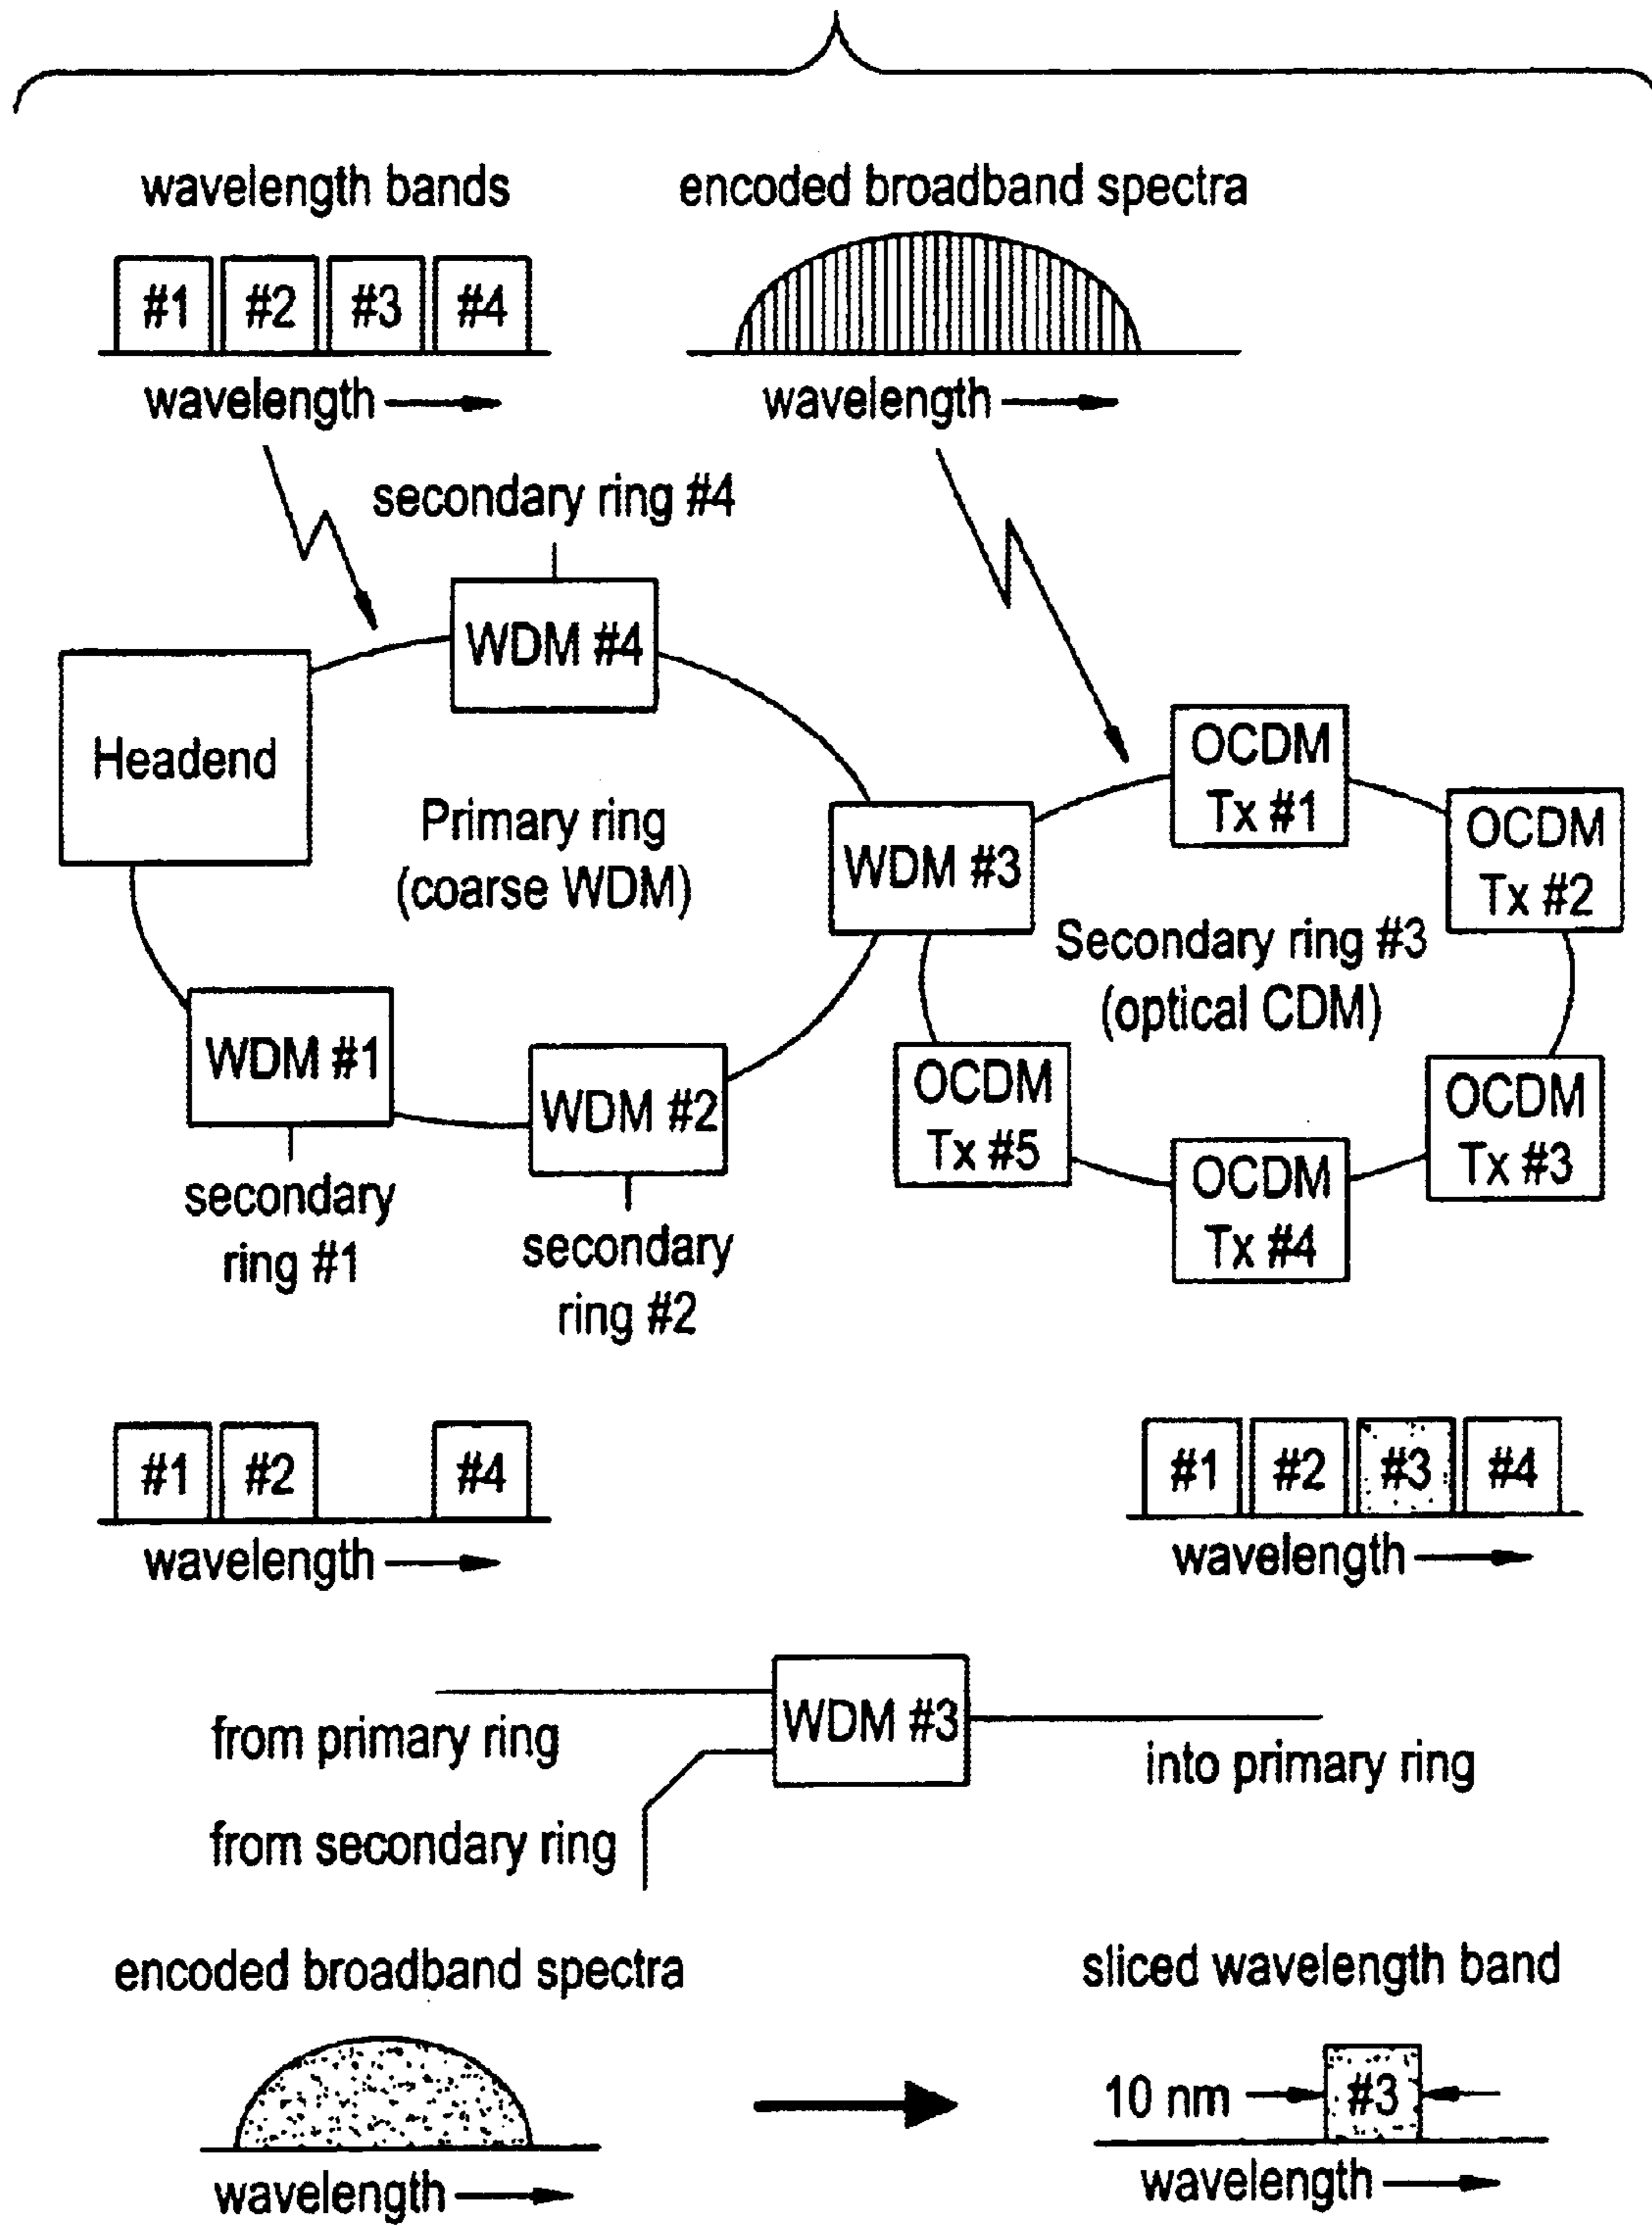 wavelength bands
encoded broadband spectra
#1 #2 #3 #4
wavelength
wavelength
secondary ring #4
WDM #4
Headend
Primary ring
(coarse WDM)
WDM #3
OCDM
Tx #1
OCDM
Tx #2
Secondary ring #3
(optical CDM)
WDM #1
WDM #2
OCDM
Tx #5
OCDM
Tx #4
OCDM
Tx #3
secondary
ring #1
secondary
ring #2
#1 #2 #4
wavelength
#1 #2 #3 #4
wavelength
from primary ring
WDM #3
into primary ring
from secondary ring
encoded broadband spectra
sliced wavelength band
10 nm
#3
wavelength
wavelength